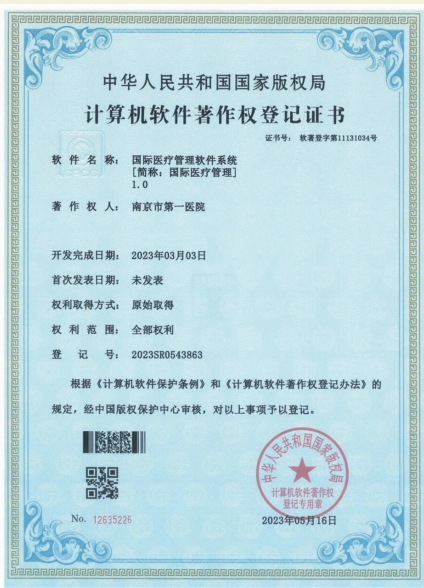 中华人民共和国国家版权局
计算机软件著作权登记证书
证书号: 软著登字第11131034号
软件名称: 国际医疗管理软件系统
[简称: 国际医疗管理]
1.0
著作权人: 南京市第一医院
开发完成日期: 2023年03月03日
首次发表日期: 未发表
权利取得方式: 原始取得
权利范围: 全部权利
登记号: 2023SR0543863
根据《计算机软件保护条例》和《计算机软件著作权登记办法》的
规定,经中国版权保护中心审核,对以上事项予以登记。
中华人民共和国国家版权局
计算机软件著作权
登记专用章
No. 12635226
2023年05月16日